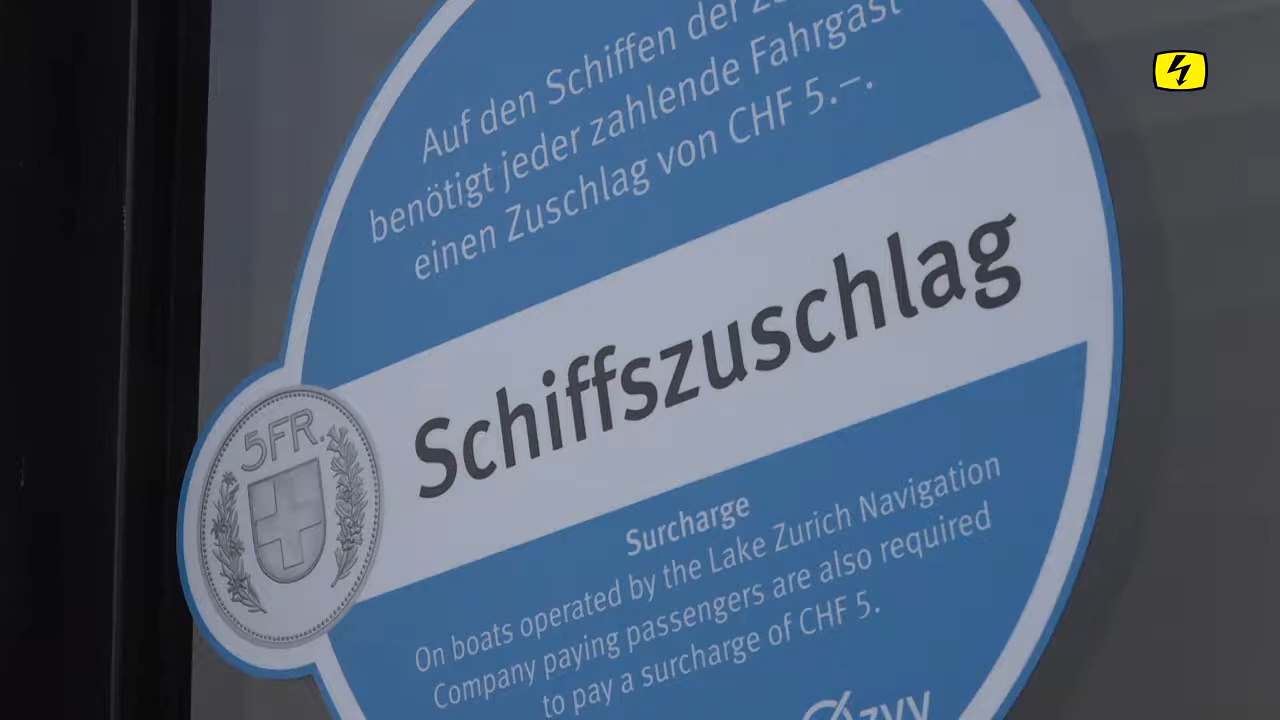 Auf den Schiffen der
benötigt jeder zahlende Fahrgast
einen Zuschlag von CHF 5.–.
Schiffszuschlag
5FR.
Surcharge
On boats operated by the Lake Zurich Navigation
Company paying passengers are also required
to pay a surcharge of CHF 5.
zvv